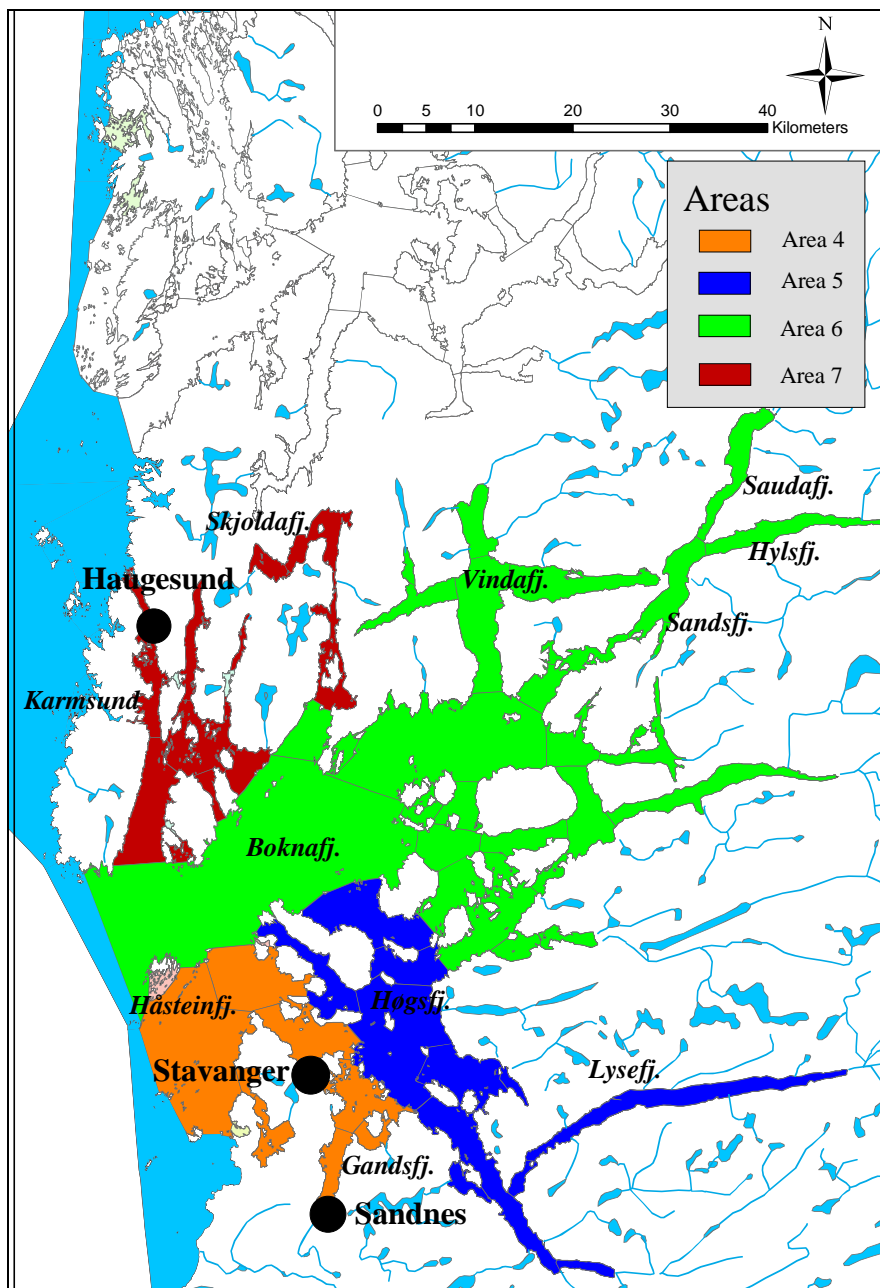 N
0 5 10 20 30 40
Kilometers
Areas
Area 4
Area 5
Area 6
Area 7
Saudafj.
Skjoldafj.
Hylsfj.
Haugesund
Vindafj.
Sandsfj.
Karmsund
Boknafj.
Håsteinfj.
Høgsfj.
Stavanger
Lysefj.
Gandsfj.
Sandnes